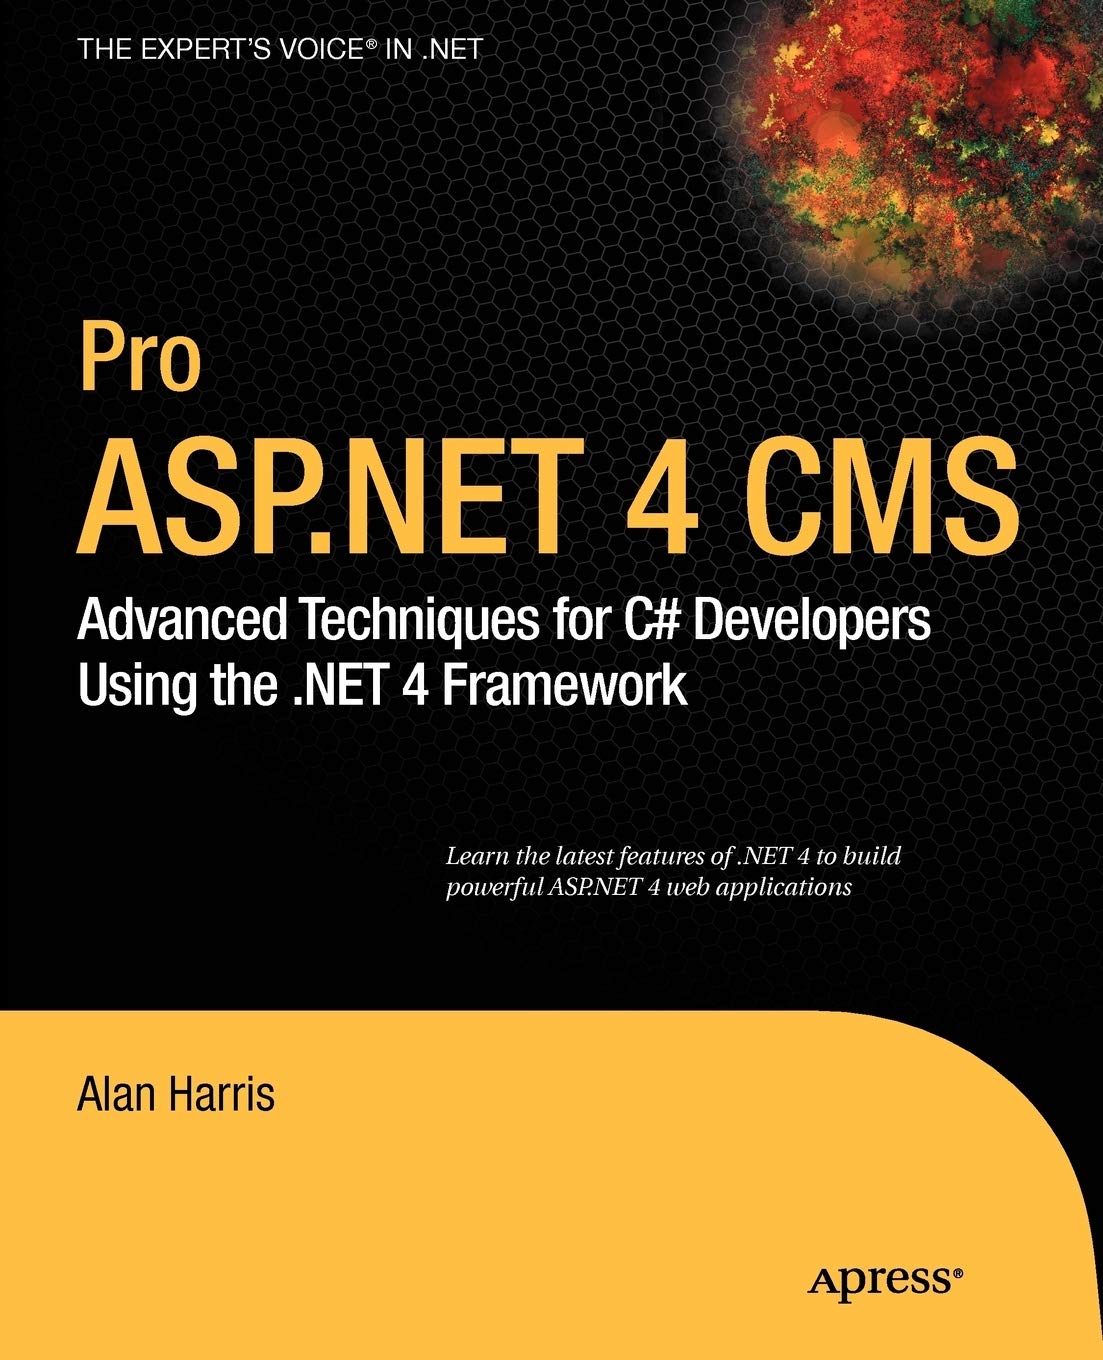 THE EXPERT'S VOICE® IN .NET
Pro
ASP.NET 4 CMS
Advanced Techniques for C# Developers
Using the .NET 4 Framework
Learn the latest features of .NET 4 to build
powerful ASP.NET 4 web applications
Alan Harris
Apress®